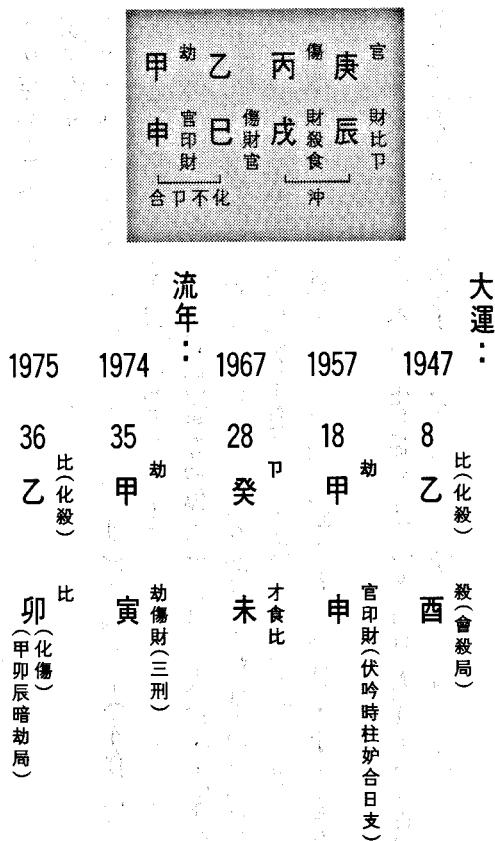 庚 官
辰 財比卩
丙 傷
戌 財殺食
沖
乙
巳 傷財官
甲 劫
申 官印財
合卩不化
大運：
1947
8
乙 比(化殺)
酉 殺(會殺局)
1957
18
甲 劫
申 官印財(伏吟時柱妒合日支)
1967
28
癸 卩
未 才食比
流年：
1974
35
甲 劫
寅 劫傷財(三刑)
1975
36
乙 比(化殺)
卯 比
(化傷)
(甲卯辰暗劫局)